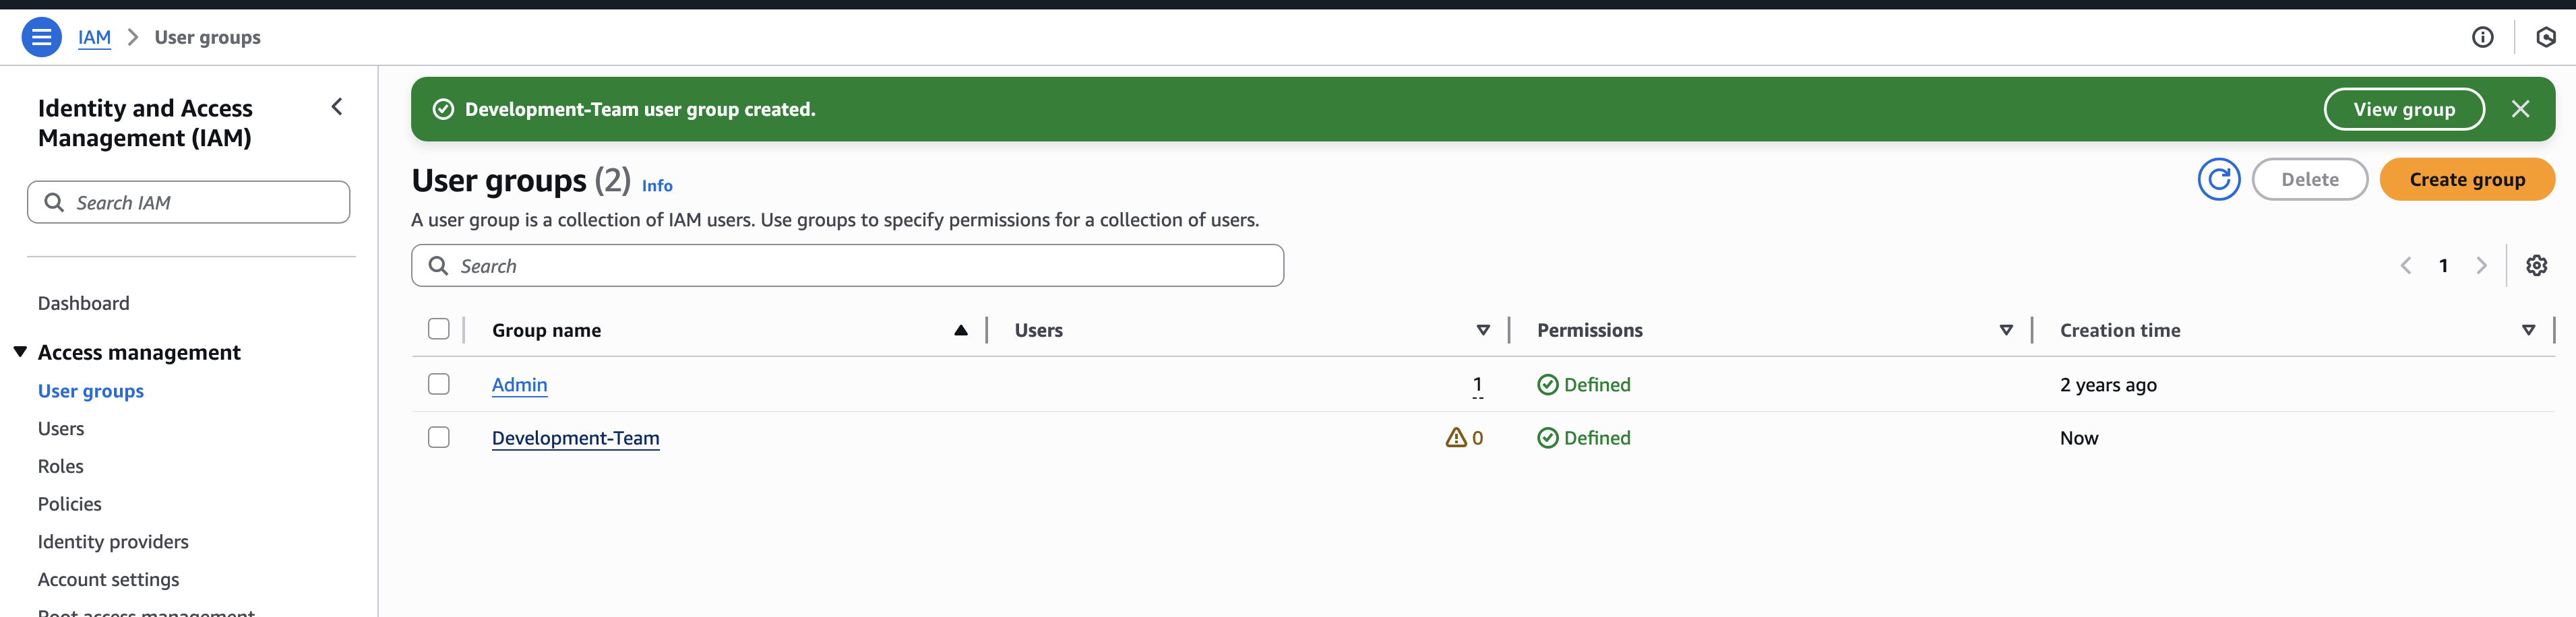 IAM > User groups
Identity and Access
Management (IAM)
Search IAM
Dashboard
Access management
User groups
Users
Roles
Policies
Identity providers
Account settings
Root access management
Development-Team user group created.
View group
User groups (2) Info
Delete
Create group
A user group is a collection of IAM users. Use groups to specify permissions for a collection of users.
Search
1
Group name Users Permissions Creation time
Admin 1 Defined 2 years ago
Development-Team 0 Defined Now